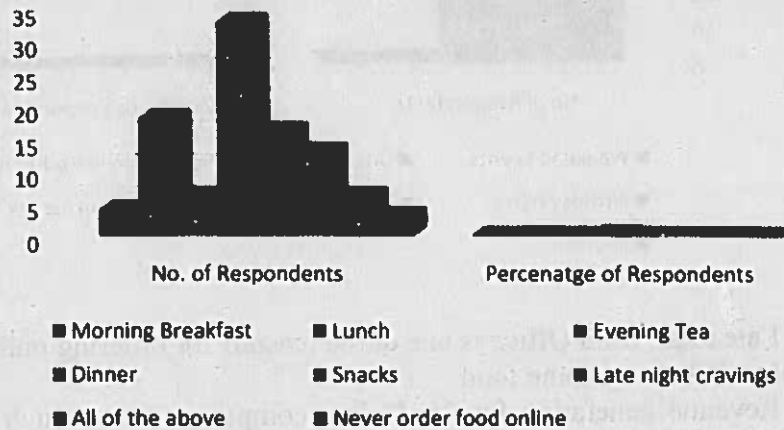 35
30
25
20
15
10
5
0
No. of Respondents Percenatge of Respondents
■ Morning Breakfast ■ Lunch ■ Evening Tea
■ Dinner ■ Snacks ■ Late night cravings
■ All of the above ■ Never order food online